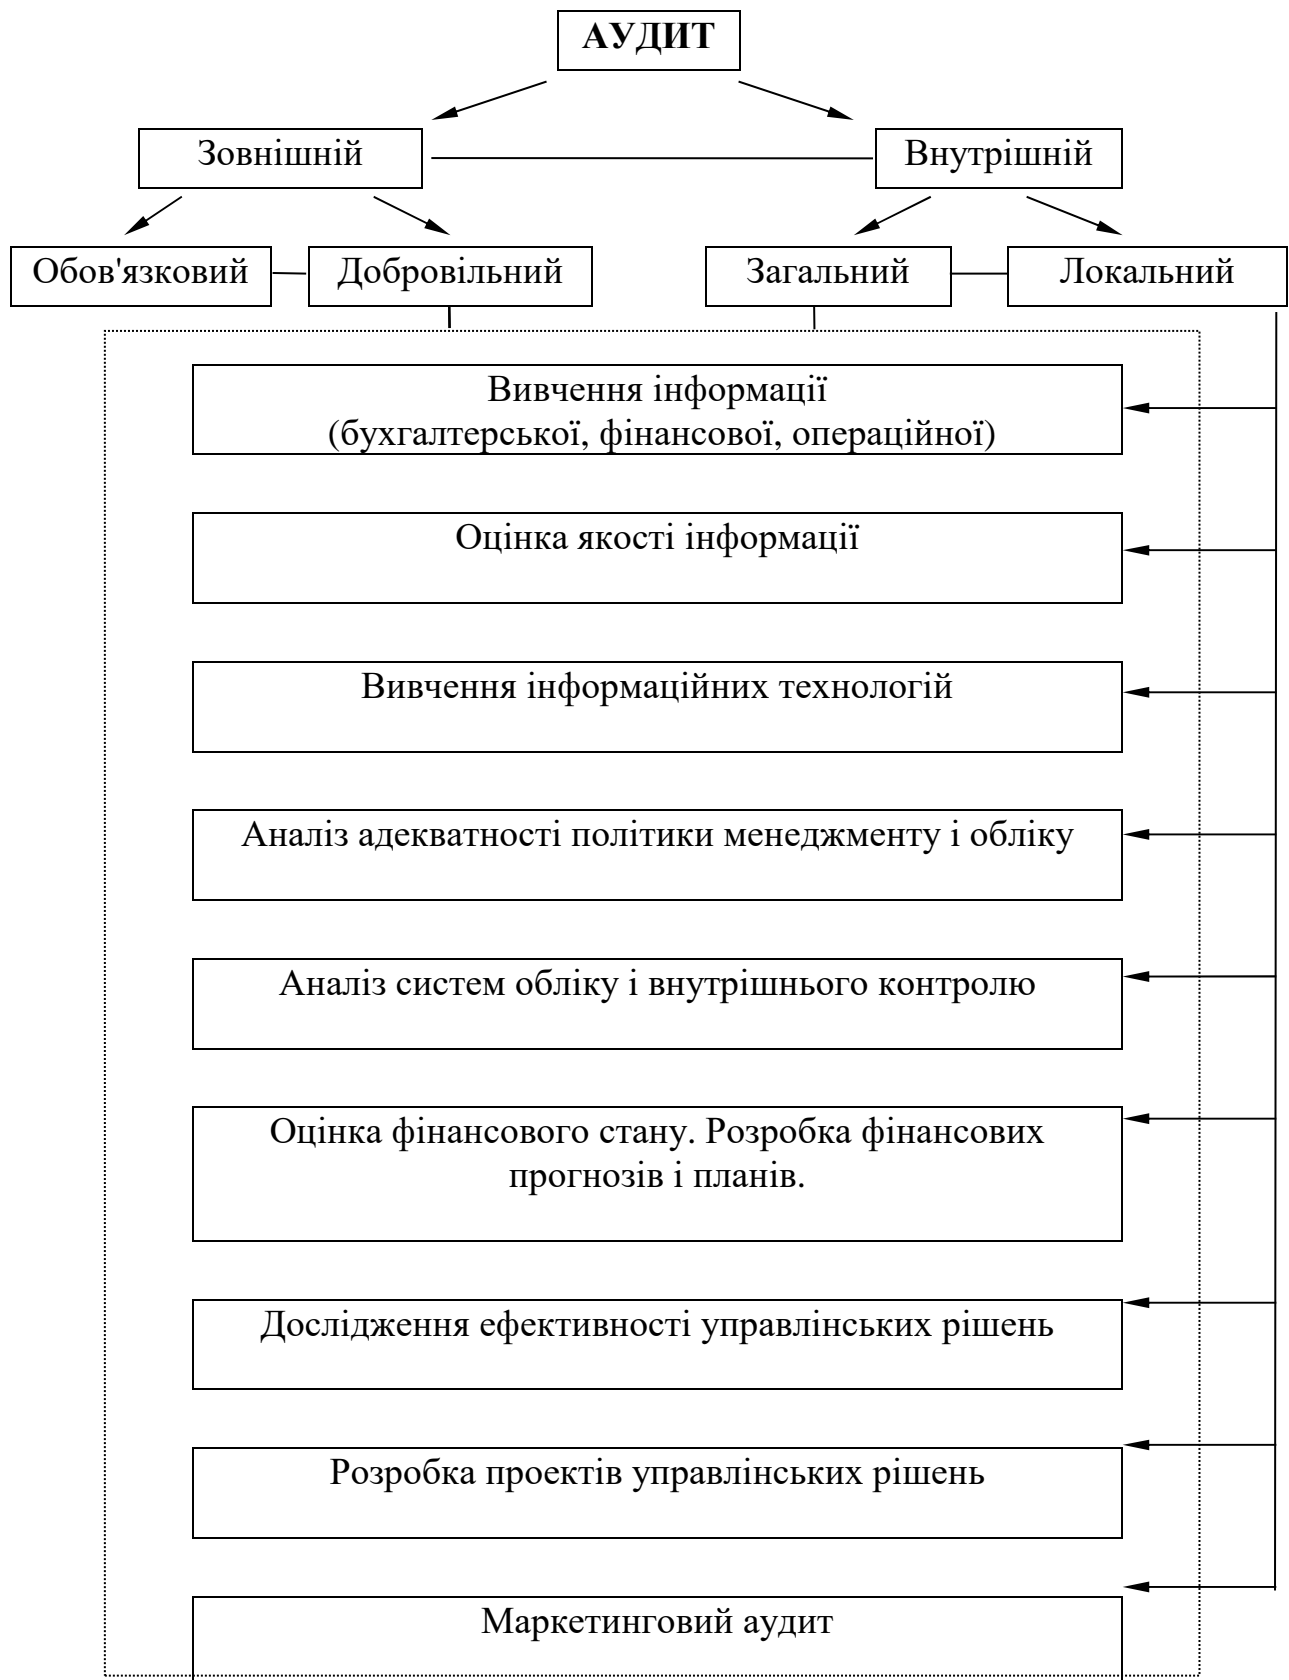 АУДИТ
Зовнішній
Внутрішній
Обов'язковий
Добровільний
Загальний
Локальний
Вивчення інформації
(бухгалтерської, фінансової, операційної)
Оцінка якості інформації
Вивчення інформаційних технологій
Аналіз адекватності політики менеджменту і обліку
Аналіз систем обліку і внутрішнього контролю
Оцінка фінансового стану. Розробка фінансових
прогнозів і планів.
Дослідження ефективності управлінських рішень
Розробка проектів управлінських рішень
Маркетинговий аудит